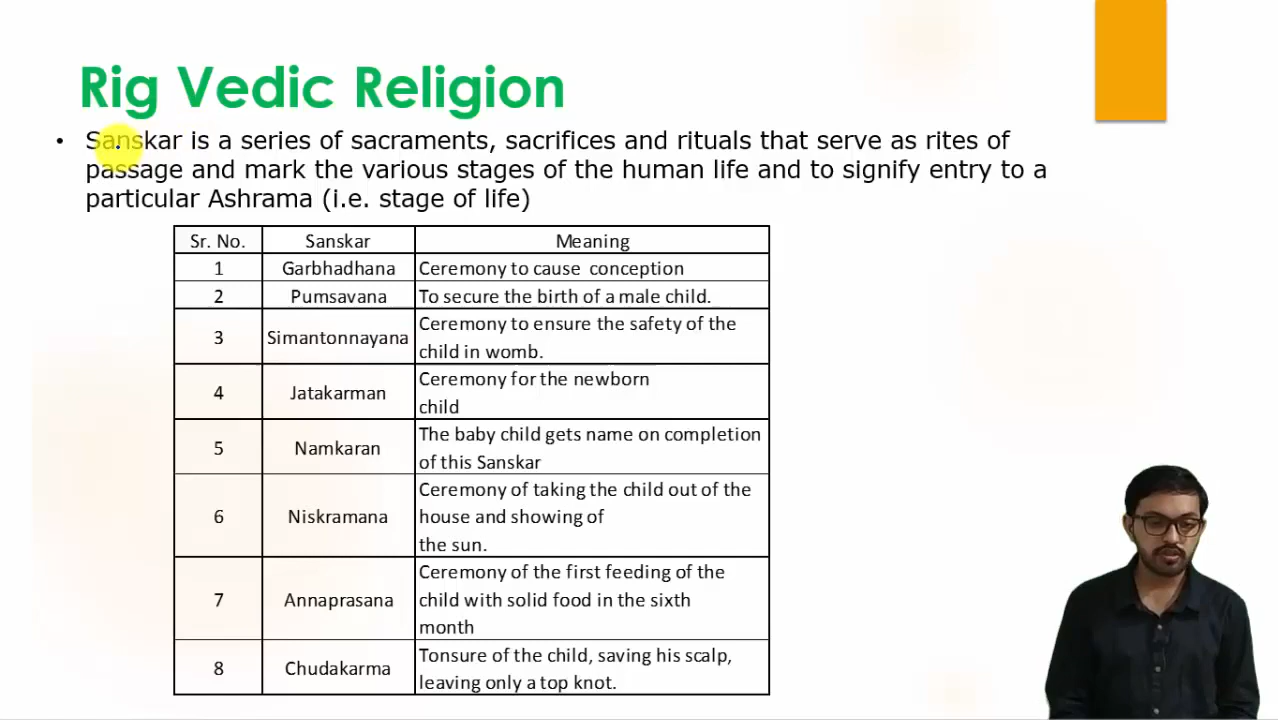 Rig Vedic Religion
• Sanskar is a series of sacraments, sacrifices and rituals that serve as rites of
passage and mark the various stages of the human life and to signify entry to a
particular Ashrama (i.e. stage of life)
Sr. No. Sanskar Meaning
1 Garbhadhana Ceremony to cause conception
2 Pumsavana To secure the birth of a male child.
3 Simantonnayana Ceremony to ensure the safety of the
child in womb.
4 Jatakarman Ceremony for the newborn
child
5 Namkaran The baby child gets name on completion
of this Sanskar
6 Niskramana Ceremony of taking the child out of the
house and showing of
the sun.
7 Annaprasana Ceremony of the first feeding of the
child with solid food in the sixth
month
8 Chudakarma Tonsure of the child, saving his scalp,
leaving only a top knot.